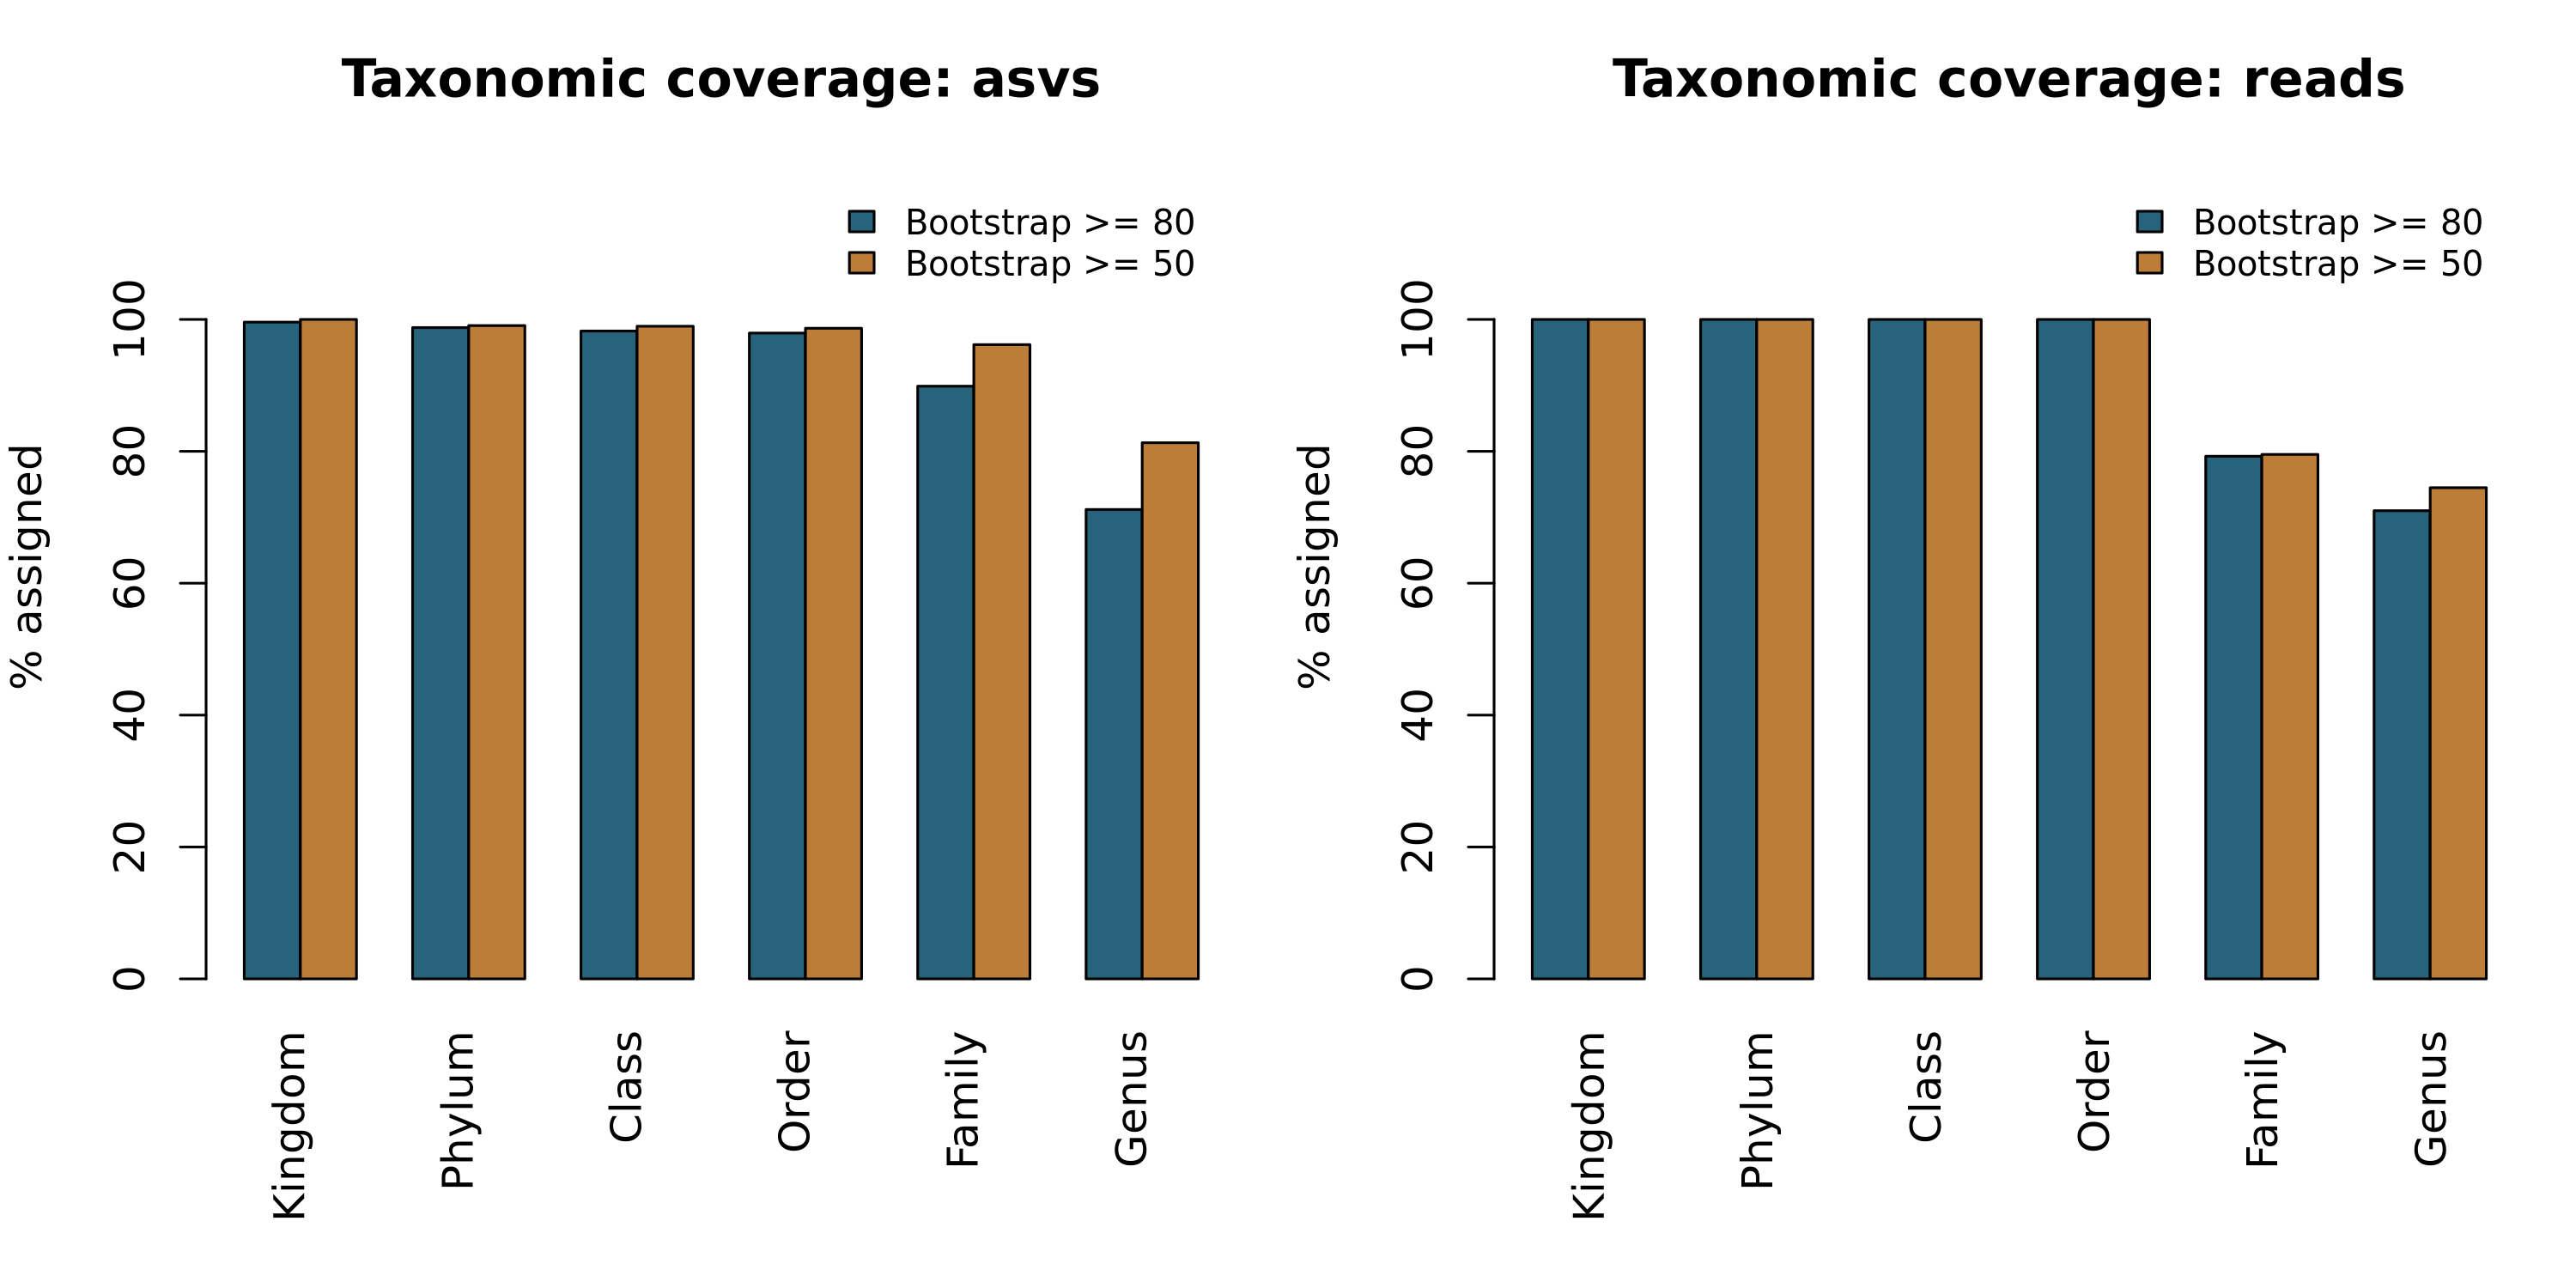 Taxonomic coverage: asvs
Bootstrap >= 80
Bootstrap >= 50
% assigned
100
80
60
40
20
0
Kingdom
Phylum
Class
Order
Family
Genus
Taxonomic coverage: reads
Bootstrap >= 80
Bootstrap >= 50
% assigned
100
80
60
40
20
0
Kingdom
Phylum
Class
Order
Family
Genus